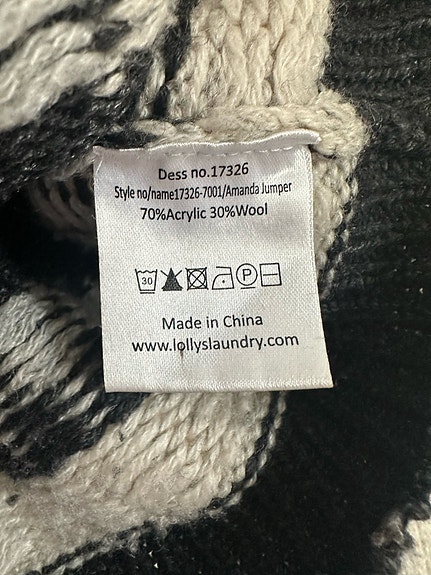 Dess no.17326
Style no/name17326-7001/Amanda Jumper
70%Acrylic 30%Wool
30 P
Made in China
www.lollyslaundry.com